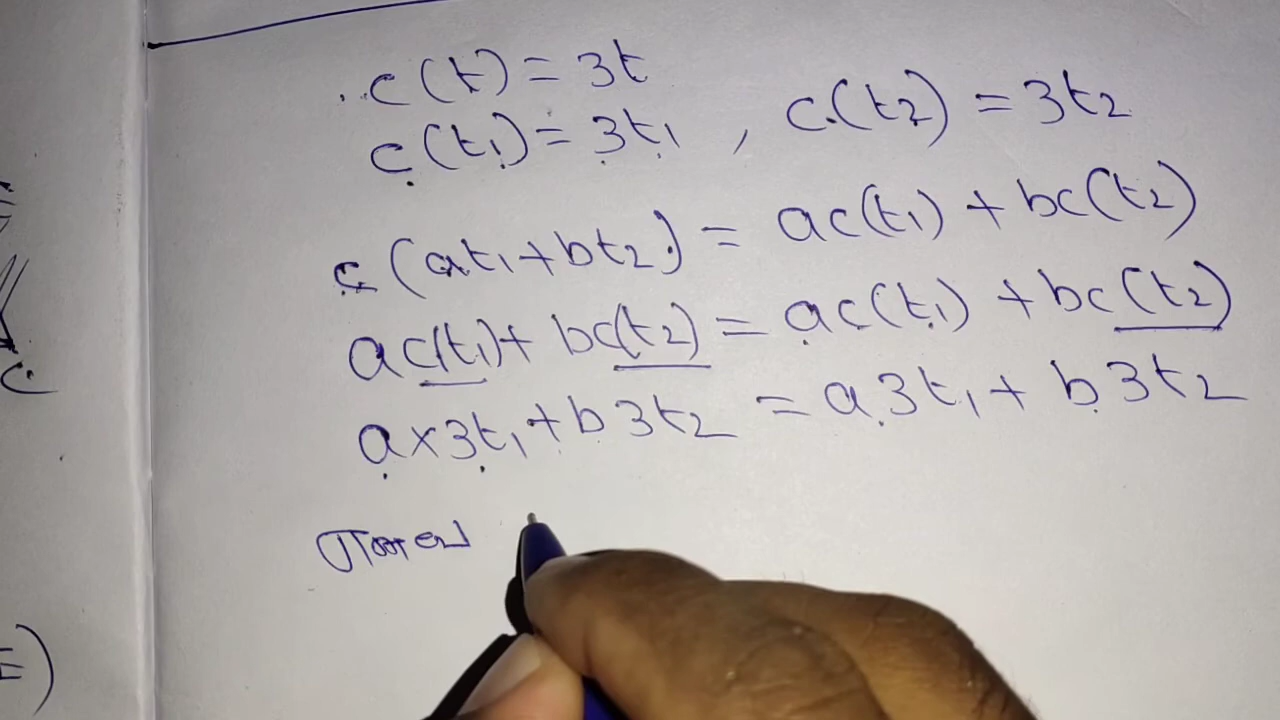 c(t) = 3t
c(t₁) = 3t₁ , c(t₂) = 3t₂
c(at₁+bt₂) = ac(t₁) + bc(t₂)
ac(t₁)+ bc(t₂) = ac(t₁) + bc(t₂)
a×3t₁+b3t₂ = a3t₁+ b3t₂